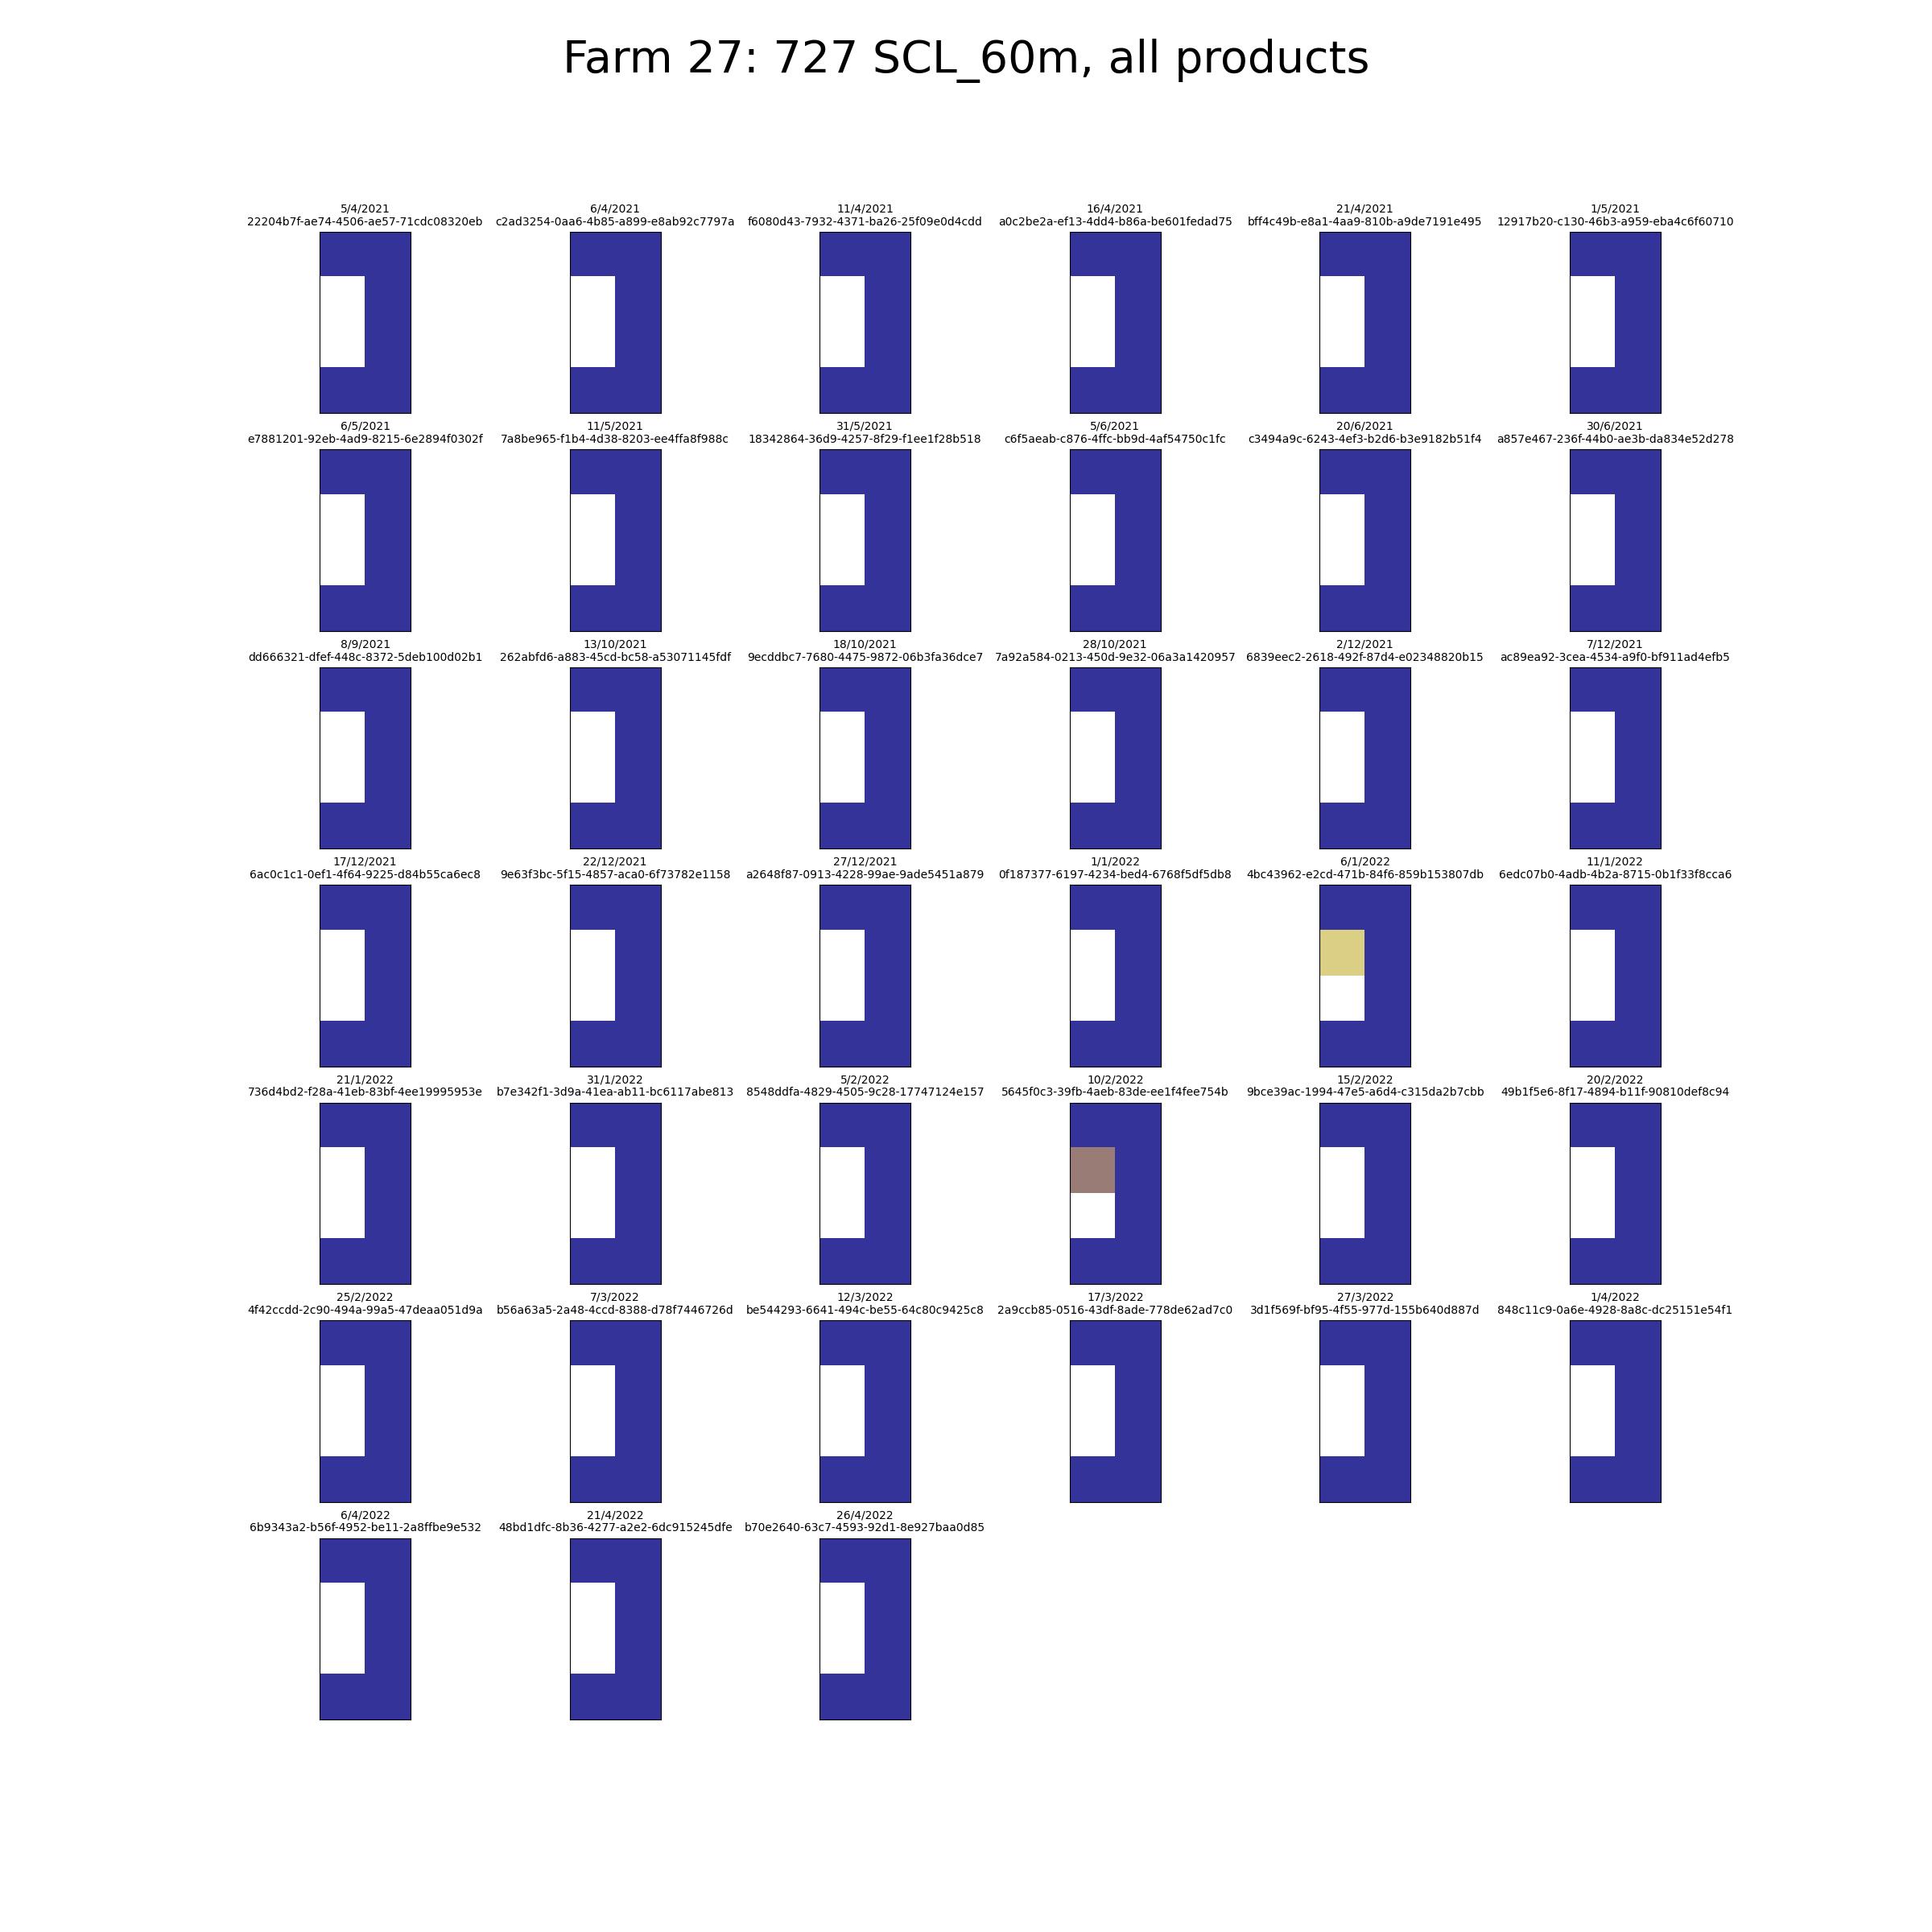 Farm 27: 727 SCL_60m, all products
5/4/2021
22204b7f-ae74-4506-ae57-71cdc08320eb
6/4/2021
c2ad3254-0aa6-4b85-a899-e8ab92c7797a
11/4/2021
f6080d43-7932-4371-ba26-25f09e0d4cdd
16/4/2021
a0c2be2a-ef13-4dd4-b86a-be601fedad75
21/4/2021
bff4c49b-e8a1-4aa9-810b-a9de7191e495
1/5/2021
12917b20-c130-46b3-a959-eba4c6f60710
6/5/2021
e7881201-92eb-4ad9-8215-6e2894f0302f
11/5/2021
7a8be965-f1b4-4d38-8203-ee4ffa8f988c
31/5/2021
18342864-36d9-4257-8f29-f1ee1f28b518
5/6/2021
c6f5aeab-c876-4ffc-bb9d-4af54750c1fc
20/6/2021
c3494a9c-6243-4ef3-b2d6-b3e9182b51f4
30/6/2021
a857e467-236f-44b0-ae3b-da834e52d278
8/9/2021
dd666321-dfef-448c-8372-5deb100d02b1
13/10/2021
262abfd6-a883-45cd-bc58-a53071145fdf
18/10/2021
9ecddbc7-7680-4475-9872-06b3fa36dce7
28/10/2021
7a92a584-0213-450d-9e32-06a3a1420957
2/12/2021
6839eec2-2618-492f-87d4-e02348820b15
7/12/2021
ac89ea92-3cea-4534-a9f0-bf911ad4efb5
17/12/2021
6ac0c1c1-0ef1-4f64-9225-d84b55ca6ec8
22/12/2021
9e63f3bc-5f15-4857-aca0-6f73782e1158
27/12/2021
a2648f87-0913-4228-99ae-9ade5451a879
1/1/2022
0f187377-6197-4234-bed4-6768f5df5db8
6/1/2022
4bc43962-e2cd-471b-84f6-859b153807db
11/1/2022
6edc07b0-4adb-4b2a-8715-0b1f33f8cca6
21/1/2022
736d4bd2-f28a-41eb-83bf-4ee19995953e
31/1/2022
b7e342f1-3d9a-41ea-ab11-bc6117abe813
5/2/2022
8548ddfa-4829-4505-9c28-17747124e157
10/2/2022
5645f0c3-39fb-4aeb-83de-ee1f4fee754b
15/2/2022
9bce39ac-1994-47e5-a6d4-c315da2b7cbb
20/2/2022
49b1f5e6-8f17-4894-b11f-90810def8c94
25/2/2022
4f42ccdd-2c90-494a-99a5-47deaa051d9a
7/3/2022
b56a63a5-2a48-4ccd-8388-d78f7446726d
12/3/2022
be544293-6641-494c-be55-64c80c9425c8
17/3/2022
2a9ccb85-0516-43df-8ade-778de62ad7c0
27/3/2022
3d1f569f-bf95-4f55-977d-155b640d887d
1/4/2022
848c11c9-0a6e-4928-8a8c-dc25151e54f1
6/4/2022
6b9343a2-b56f-4952-be11-2a8ffbe9e532
21/4/2022
48bd1dfc-8b36-4277-a2e2-6dc915245dfe
26/4/2022
b70e2640-63c7-4593-92d1-8e927baa0d85